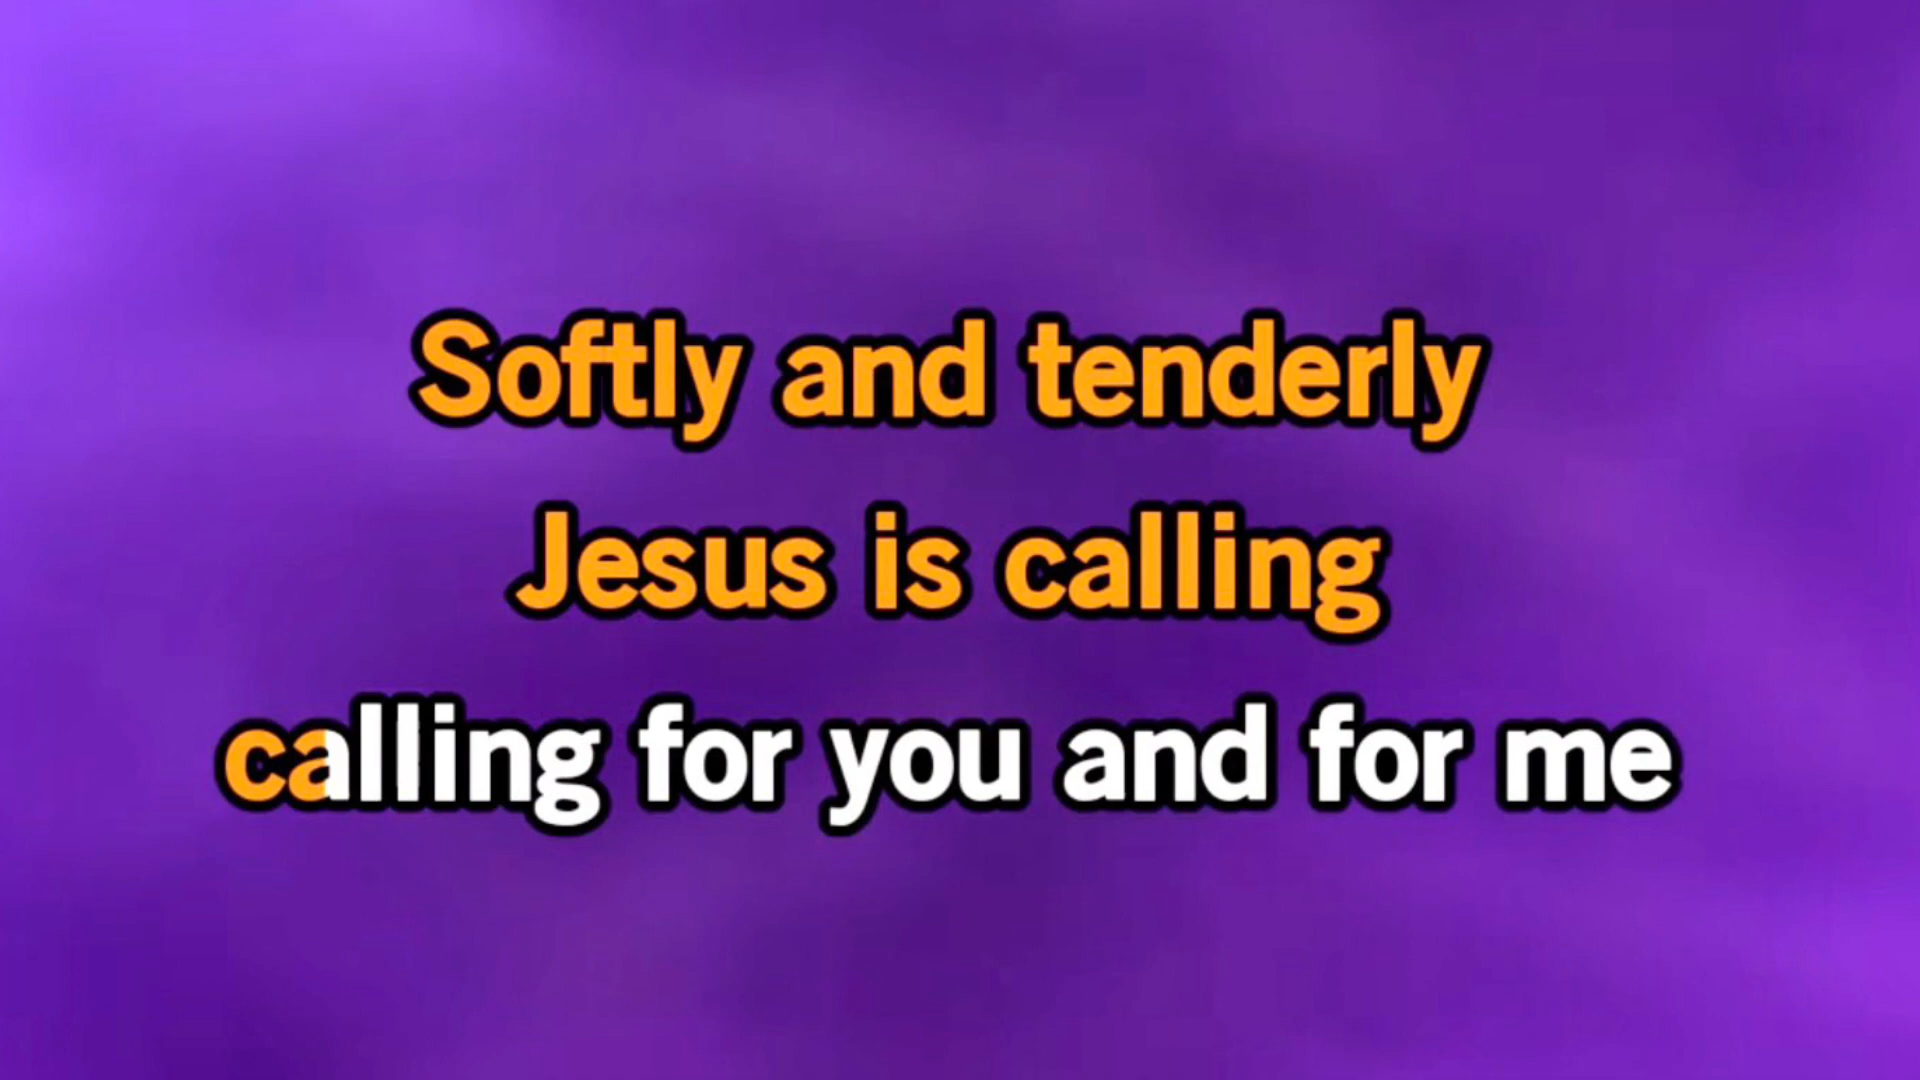 Softly and tenderly
Jesus is calling
calling for you and for me